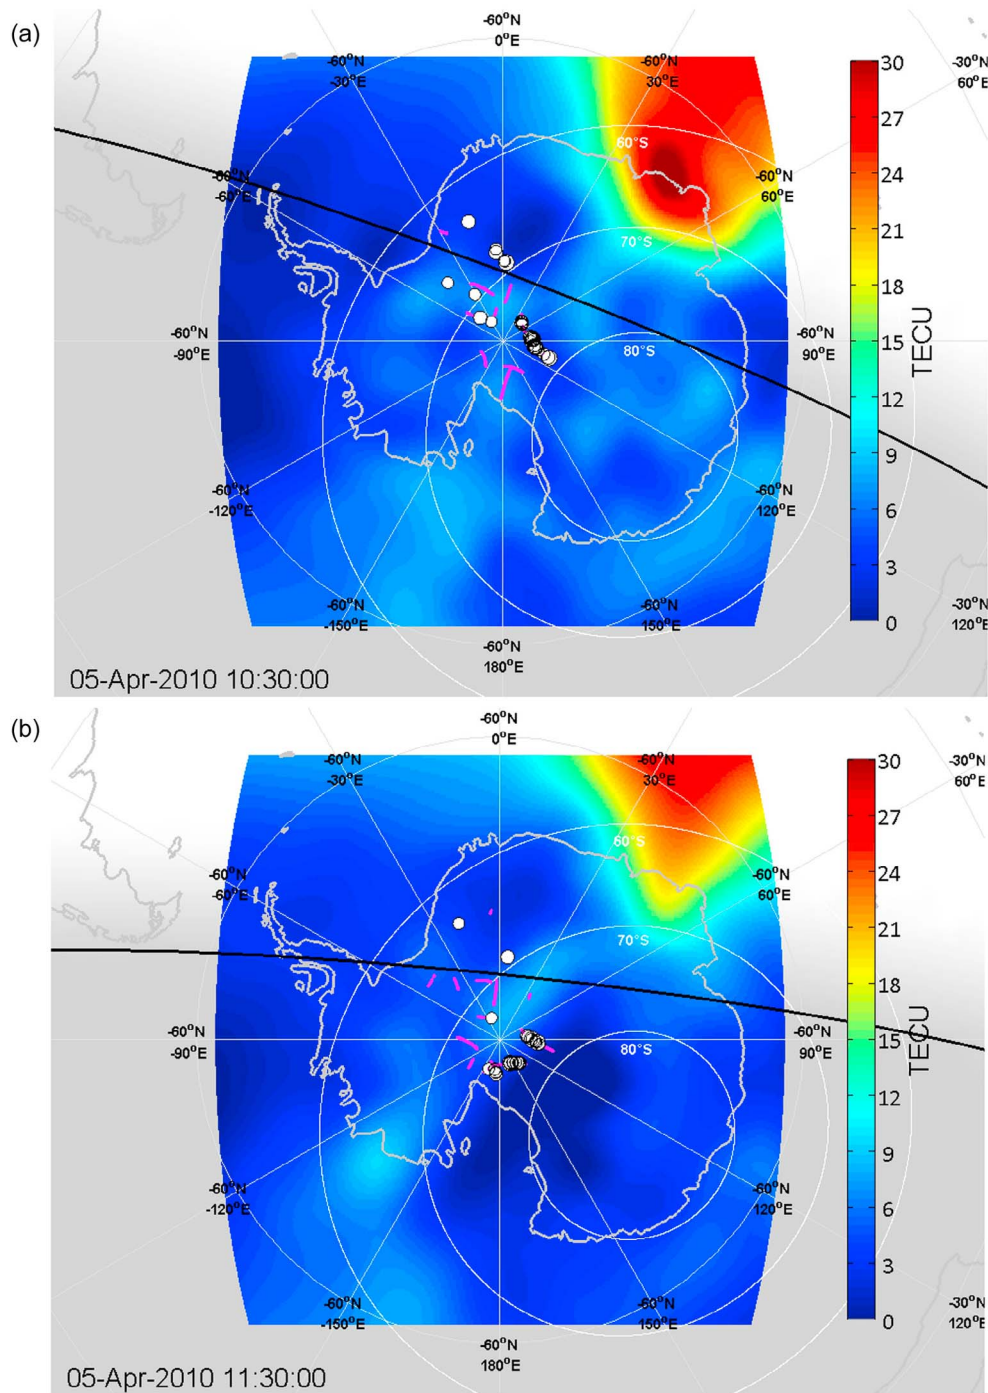 (a)
-60°N
0°E
-60°N
-30°E
-60°N
30°E
-30°N
60°E
30
27
24
21
18
15
12
9
6
3
0
TECU
60°S
-60°N
60°E
-60°N
60°E
70°S
-60°N
-90°E
80°S
-60°N
90°E
-60°N
-120°E
-60°N
120°E
-60°N
-150°E
-60°N
150°E
-30°N
120°E
-60°N
180°E
05-Apr-2010 10:30:00
(b)
-60°N
0°E
-60°N
-30°E
-60°N
30°E
-30°N
60°E
30
27
24
21
18
15
12
9
6
3
0
TECU
60°S
-60°N
60°E
-60°N
60°E
70°S
-60°N
-90°E
80°S
-60°N
90°E
-60°N
-120°E
-60°N
120°E
-60°N
-150°E
-60°N
150°E
-30°N
120°E
-60°N
180°E
05-Apr-2010 11:30:00